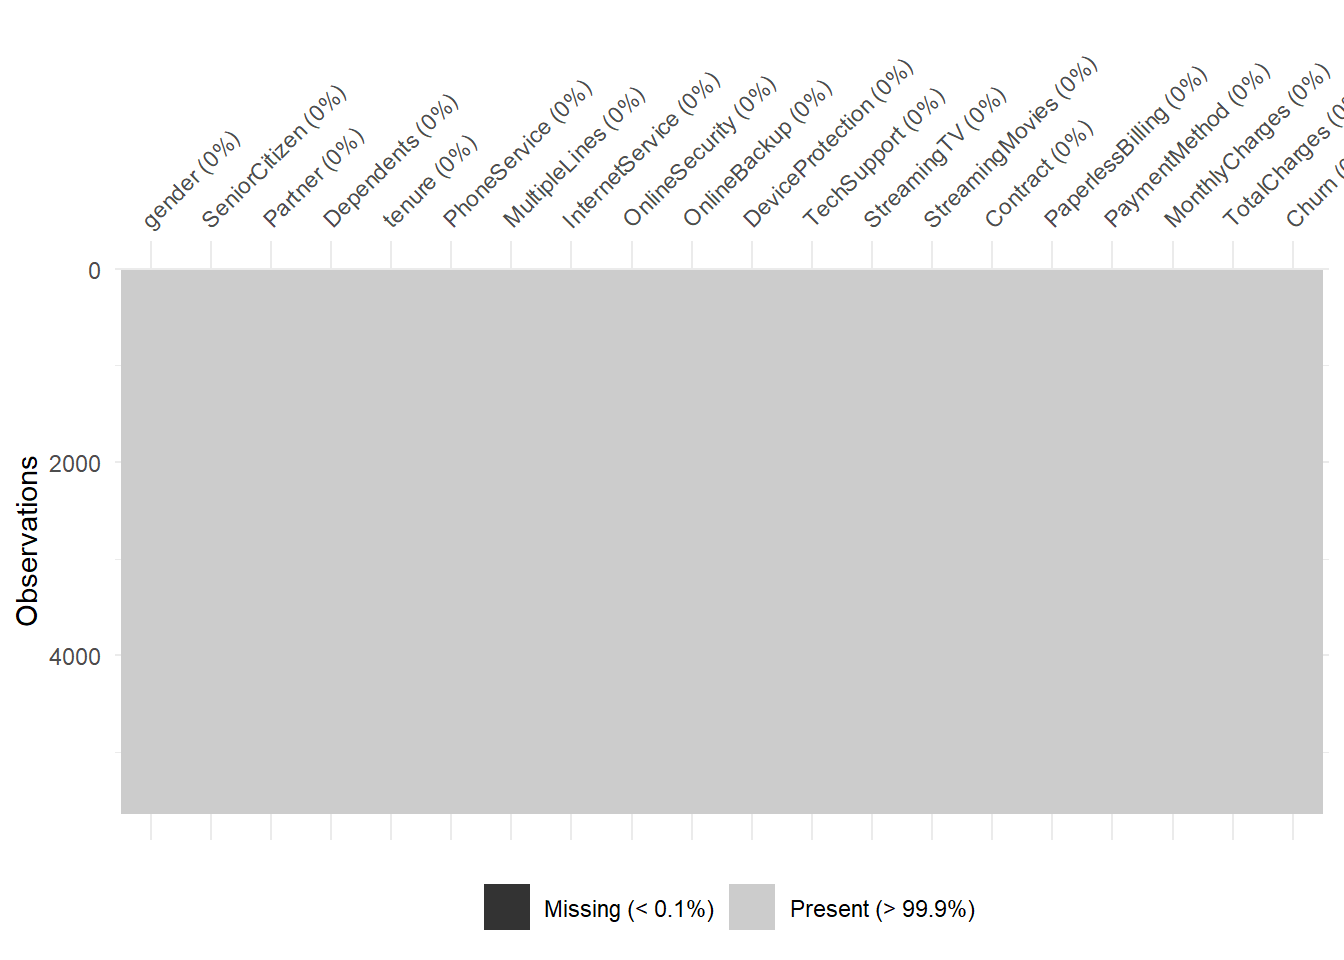 gender (0%)
SeniorCitizen (0%)
Partner (0%)
Dependents (0%)
tenure (0%)
PhoneService (0%)
MultipleLines (0%)
InternetService (0%)
OnlineSecurity (0%)
OnlineBackup (0%)
DeviceProtection (0%)
TechSupport (0%)
StreamingTV (0%)
StreamingMovies (0%)
Contract (0%)
PaperlessBilling (0%)
PaymentMethod (0%)
MonthlyCharges (0%)
TotalCharges (0%
Churn (
0
2000
4000
Observations
Missing (< 0.1%)
Present (> 99.9%)